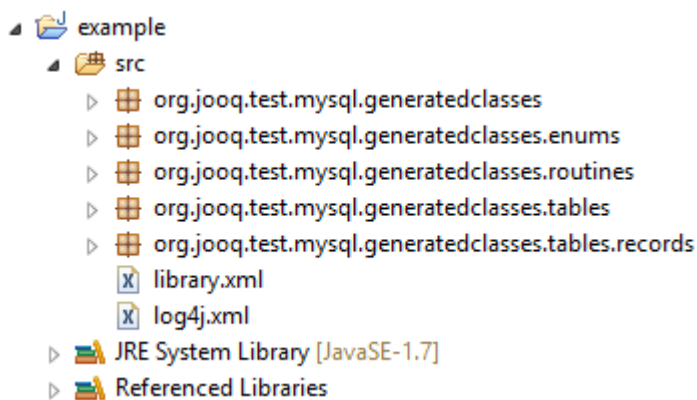 example
src
org.jooq.test.mysql.generatedclasses
org.jooq.test.mysql.generatedclasses.enums
org.jooq.test.mysql.generatedclasses.routines
org.jooq.test.mysql.generatedclasses.tables
org.jooq.test.mysql.generatedclasses.tables.records
library.xml
log4j.xml
JRE System Library [JavaSE-1.7]
Referenced Libraries